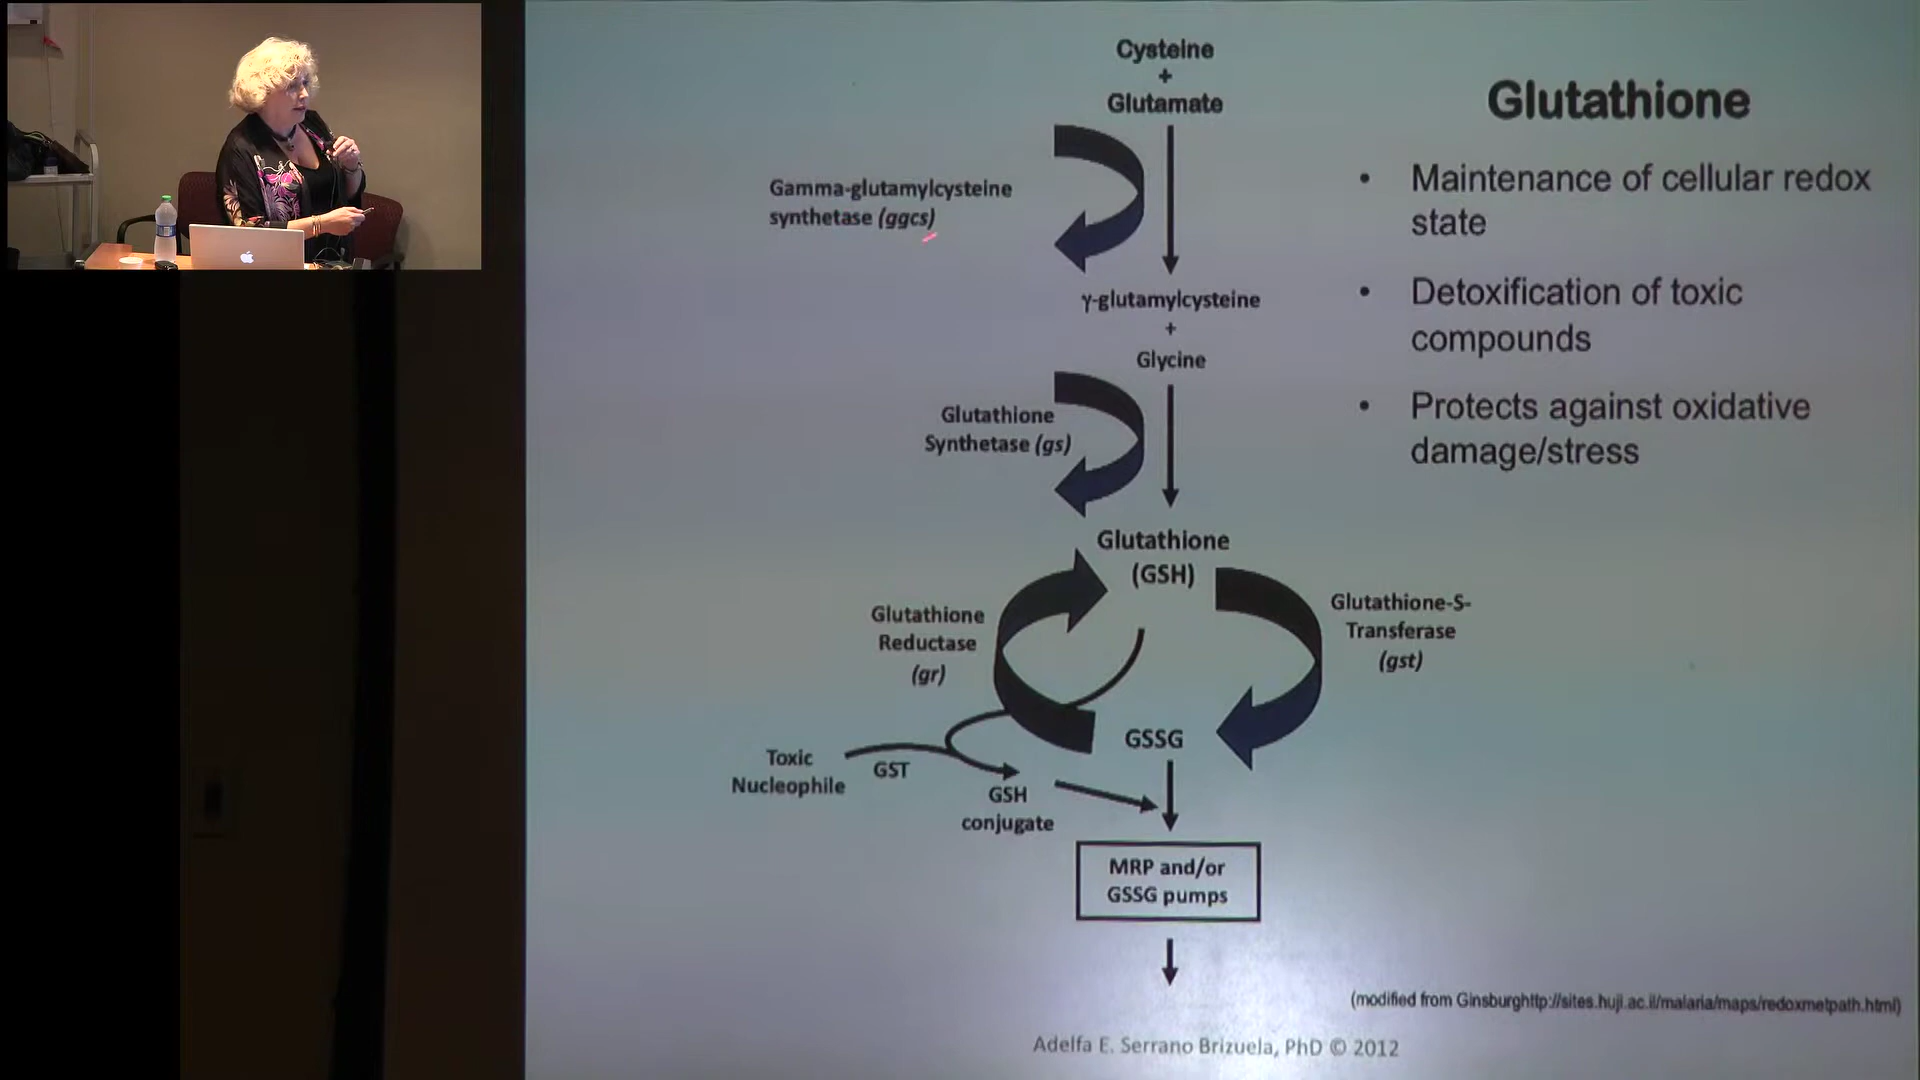 Cysteine
+
Glutamate
Gamma-glutamylcysteine
synthetase (ggcs)
γ-glutamylcysteine
+
Glycine
Glutathione
Synthetase (gs)
Glutathione
(GSH)
Glutathione
Reductase
(gr)
Glutathione-S-
Transferase
(gst)
GSSG
Toxic
Nucleophile
GST
GSH
conjugate
MRP and/or
GSSG pumps
Glutathione
• Maintenance of cellular redox
state
• Detoxification of toxic
compounds
• Protects against oxidative
damage/stress
(modified from Ginsburghttp://sites.huji.ac.il/malaria/maps/redoxmetpath.html)
Adelfa E. Serrano Brizuela, PhD © 2012